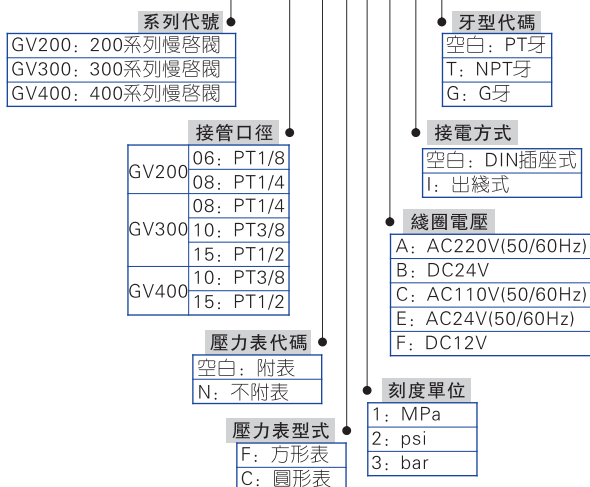 系列代號
GV200：200系列慢啓閥
GV300：300系列慢啓閥
GV400：400系列慢啓閥
牙型代碼
空白：PT牙
T：NPT牙
G：G牙
接管口徑
GV200
06：PT1/8
08：PT1/4
GV300
08：PT1/4
10：PT3/8
15：PT1/2
GV400
10：PT3/8
15：PT1/2
接電方式
空白：DIN插座式
I：出綫式
綫圈電壓
A：AC220V(50/60Hz)
B：DC24V
C：AC110V(50/60Hz)
E：AC24V(50/60Hz)
F：DC12V
壓力表代碼
空白：附表
N：不附表
刻度單位
1：MPa
2：psi
3：bar
壓力表型式
F：方形表
C：圓形表